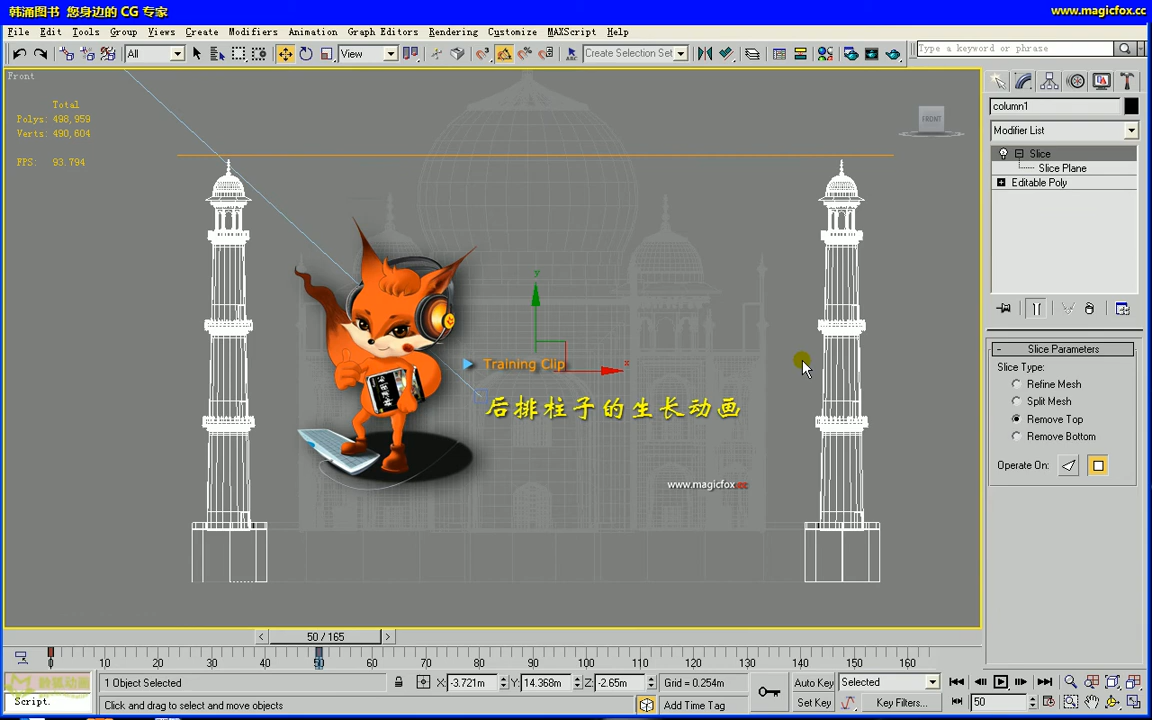 韩涌图书 您身边的 CG 专家
www.magicfox.cc
File Edit Tools Group Views Create Modifiers Animation Graph Editors Rendering Customize MAXScript Help
All
View
Create Selection Set
Type a keyword or phrase
Front
Total
Polys: 498,959
Verts: 490,604
FPS: 93.794
FRONT
column1
Modifier List
Slice
Slice Plane
Editable Poly
y
x
Training Clip
后排柱子的生长动画
www.magicfox.cc
Slice Parameters
Slice Type:
Refine Mesh
Split Mesh
Remove Top
Remove Bottom
Operate On:
50 / 165
0 10 20 30 40 50 60 70 80 90 100 110 120 130 140 150 160
1 Object Selected
X: -3.721m Y: 14.368m Z: -2.65m
Grid = 0.254m
Auto Key
Selected
Script.
Click and drag to select and move objects
Add Time Tag
Set Key
Key Filters...
50